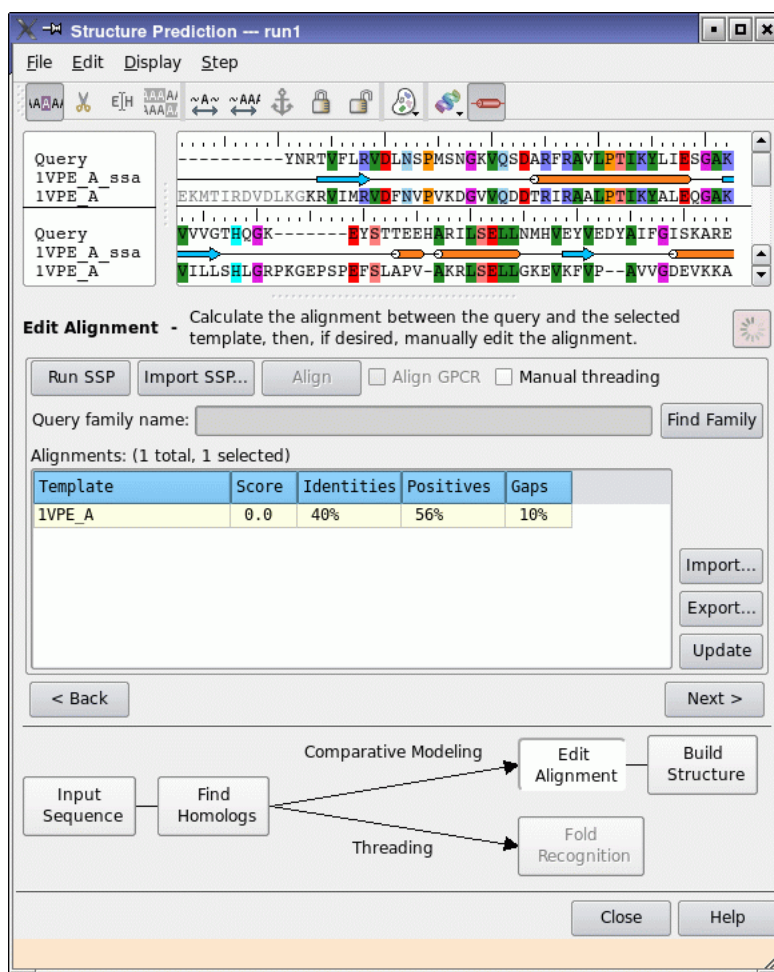 Structure Prediction --- run1
File Edit Display Step
Query
----------YNRTVFLRVDLNSPMSNGKVQSDARFRAVLPTIKYLIESGAK
1VPE_A_ssa
1VPE_A
EKMTIRDVDLKGKRVIMRVDFNVPVKDGVVQDDTRIRAALPTIKYALEQGAK
Query
VVVGTHQGK-------EYSTTEEHARILSELLNMHVEYVEDYAIFGISKARE
1VPE_A_ssa
1VPE_A
VILLSHLGRPKGEPSPEFSLAPV-AKRLSELLGKEVKFVP--AVVGDEVKKA
Edit Alignment - Calculate the alignment between the query and the selected
template, then, if desired, manually edit the alignment.
Run SSP Import SSP... Align Align GPCR Manual threading
Query family name: Find Family
Alignments: (1 total, 1 selected)
Template Score Identities Positives Gaps
1VPE_A 0.0 40% 56% 10%
Import...
Export...
Update
< Back Next >
Comparative Modeling
Edit
Alignment
Build
Structure
Input
Sequence
Find
Homologs
Threading
Fold
Recognition
Close Help